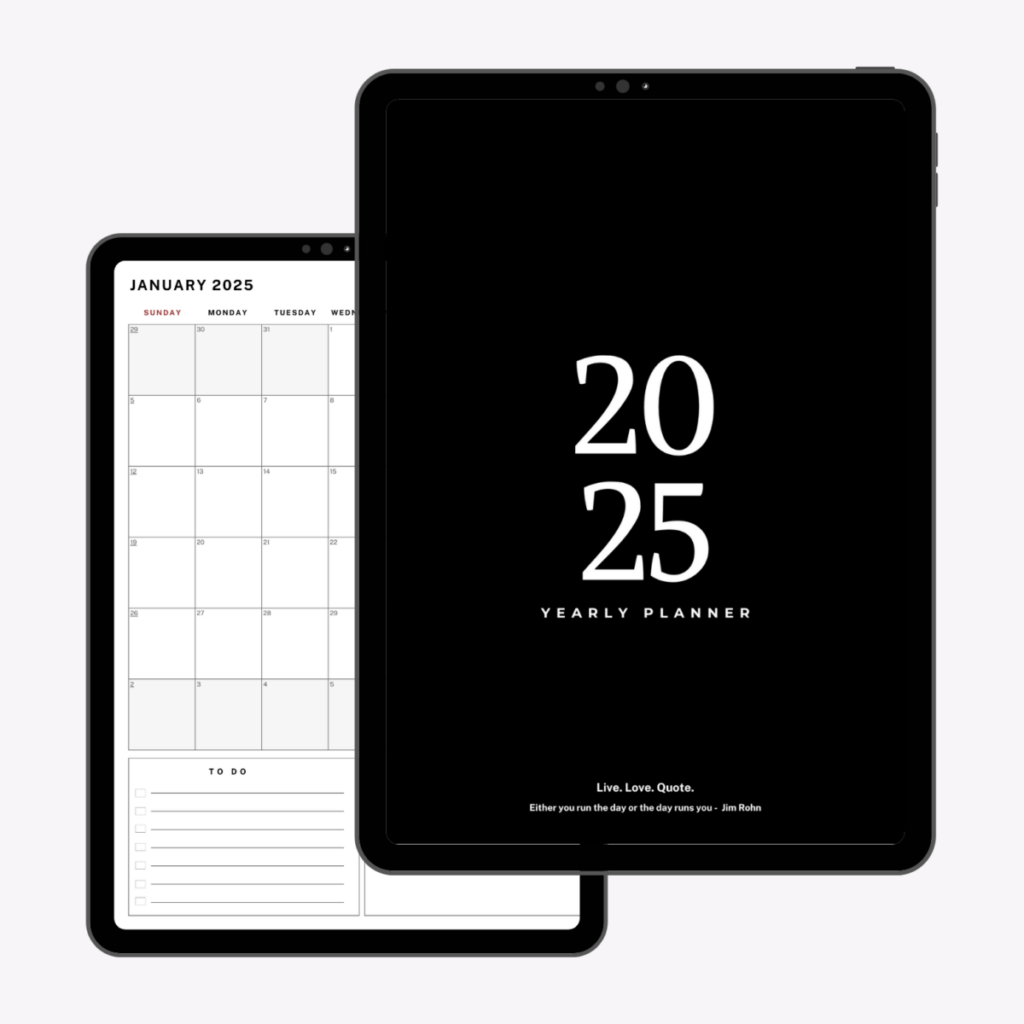 JANUARY 2025
SUNDAY MONDAY TUESDAY WEDN
29 30 31 1
5 6 7 8
12 13 14 15
19 20 21 22
26 27 28 29
2 3 4 5
TO DO
20
25
YEARLY PLANNER
Live. Love. Quote.
Either you run the day or the day runs you - Jim Rohn